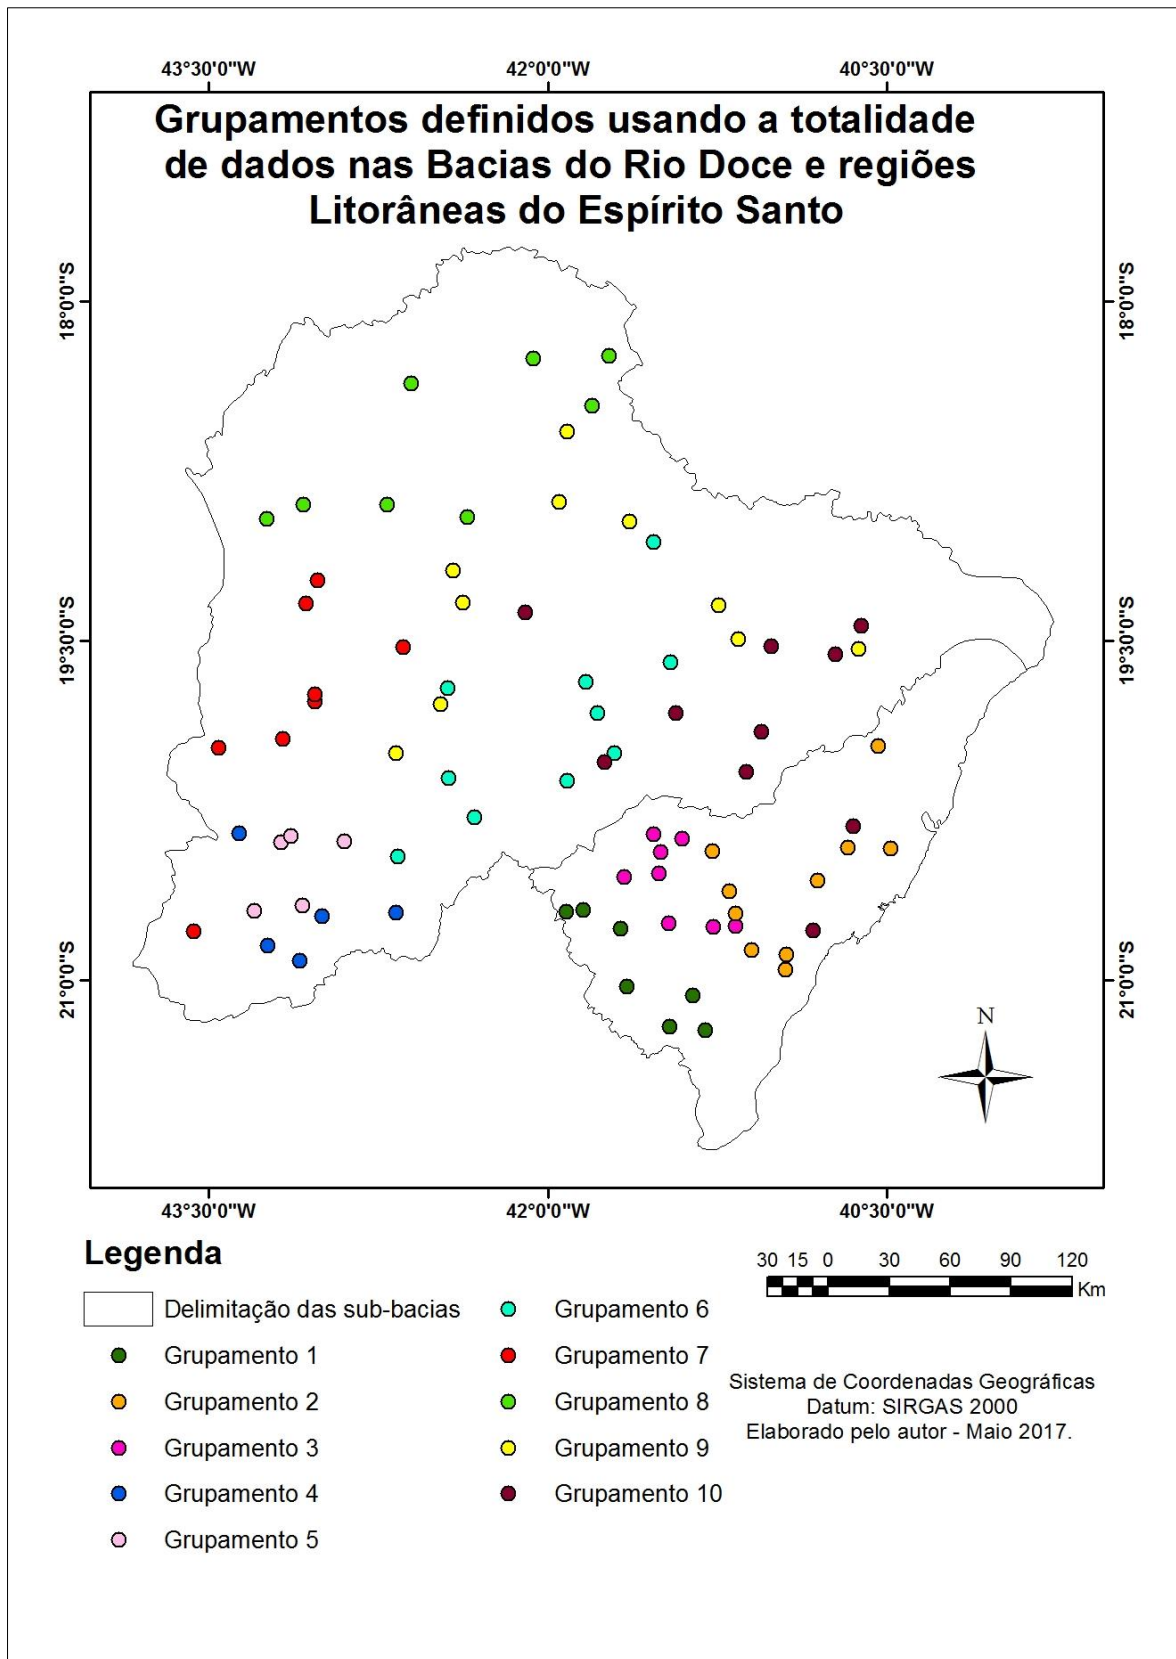 43°30'0"W 42°0'0"W 40°30'0"W
Grupamentos definidos usando a totalidade
de dados nas Bacias do Rio Doce e regiões
Litorâneas do Espírito Santo
18°0'0"S 18°0'0"S
19°30'0"S 19°30'0"S
21°0'0"S 21°0'0"S
N
43°30'0"W 42°0'0"W 40°30'0"W
Legenda
Delimitação das sub-bacias
Grupamento 1
Grupamento 2
Grupamento 3
Grupamento 4
Grupamento 5
Grupamento 6
Grupamento 7
Grupamento 8
Grupamento 9
Grupamento 10
30 15 0 30 60 90 120
Km
Sistema de Coordenadas Geográficas
Datum: SIRGAS 2000
Elaborado pelo autor - Maio 2017.